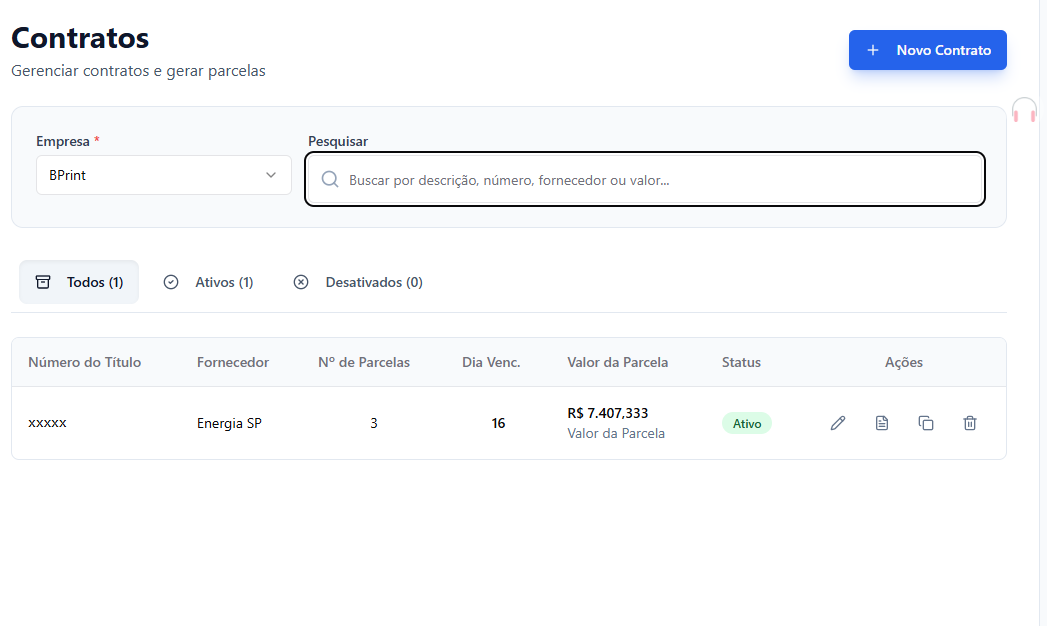 Contratos
Gerenciar contratos e gerar parcelas
Novo Contrato
Empresa *
Pesquisar
BPrint
Buscar por descrição, número, fornecedor ou valor...
Todos (1)
Ativos (1)
Desativados (0)
Número do Título Fornecedor Nº de Parcelas Dia Venc. Valor da Parcela Status Ações
xxxxx Energia SP 3 16 R$ 7.407,333 Ativo
Valor da Parcela